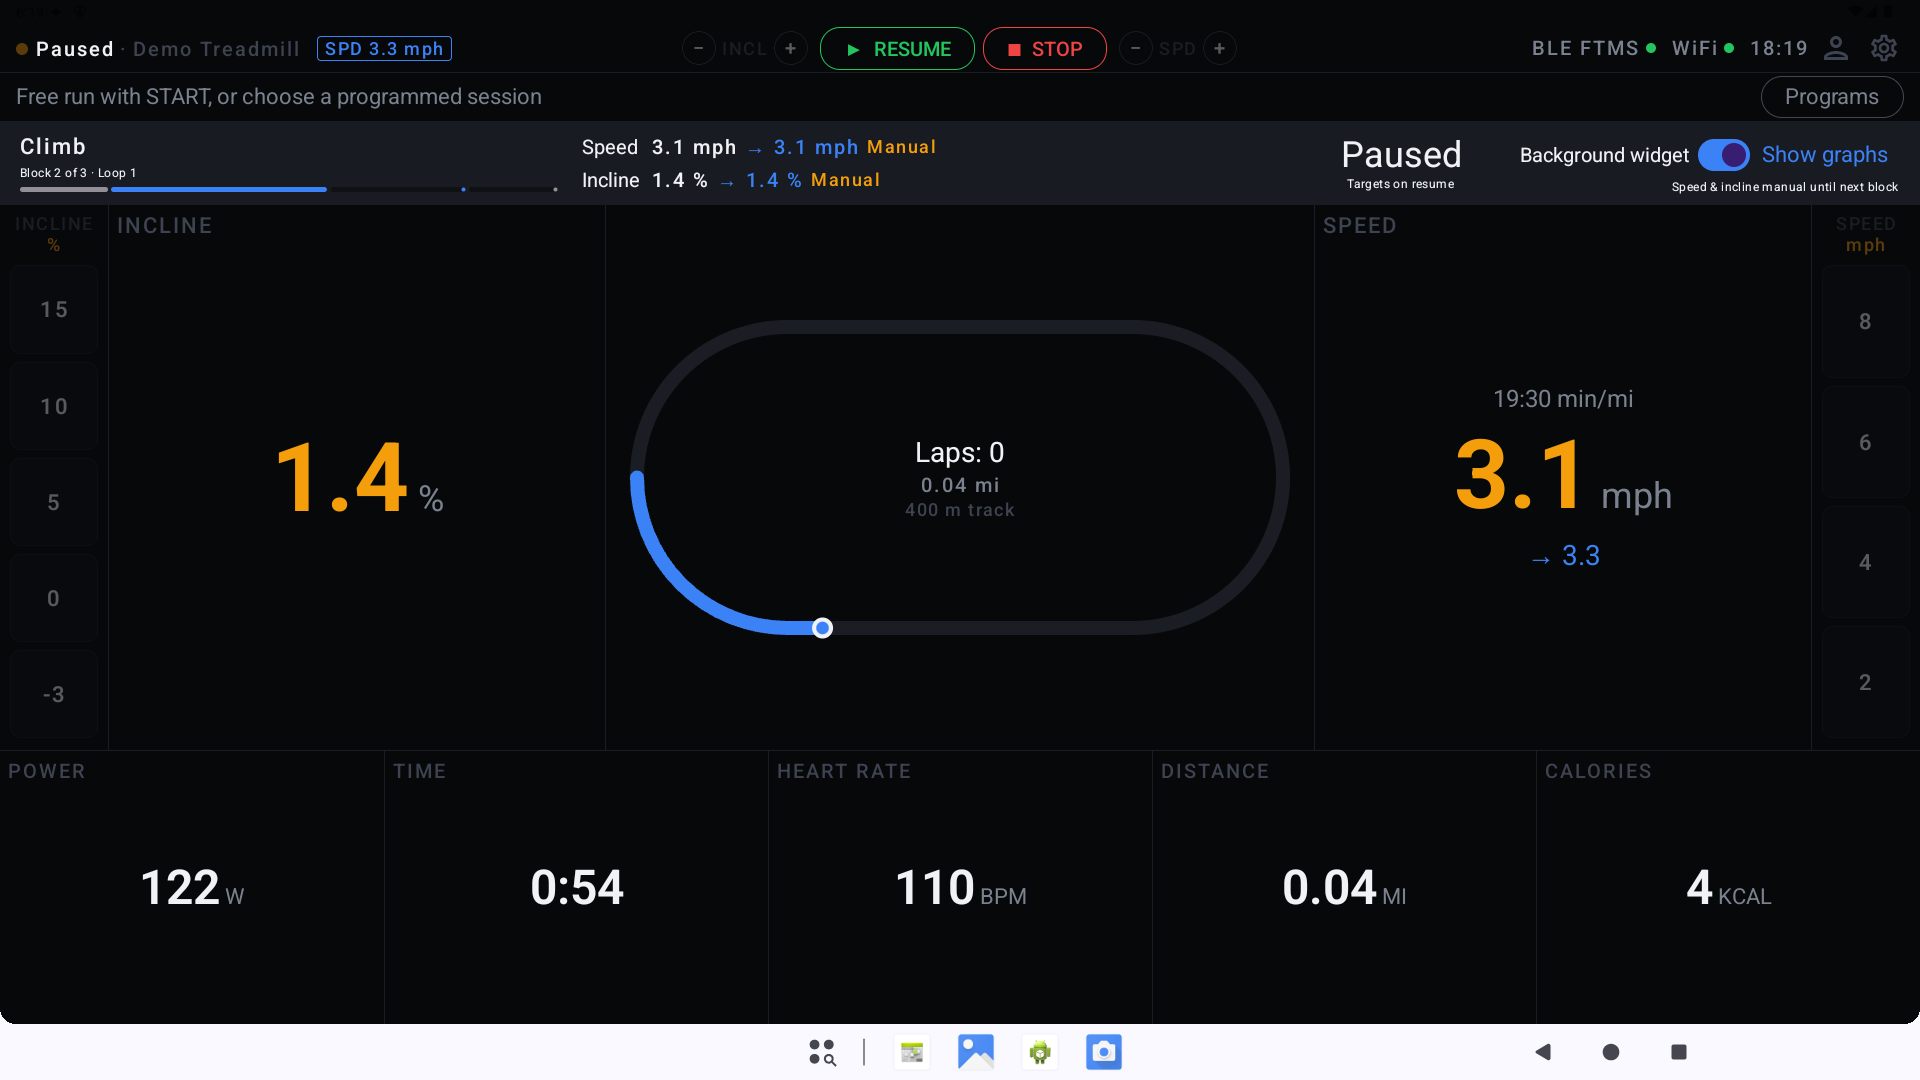 Paused · Demo Treadmill SPD 3.3 mph
− INCL + ▶ RESUME ■ STOP − SPD +
BLE FTMS WiFi 18:19
Free run with START, or choose a programmed session
Programs
Climb
Block 2 of 3 · Loop 1
Speed 3.1 mph → 3.1 mph Manual
Incline 1.4 % → 1.4 % Manual
Paused
Targets on resume
Background widget Show graphs
Speed & incline manual until next block
INCLINE
%
15
10
5
0
-3
INCLINE
1.4 %
Laps: 0
0.04 mi
400 m track
SPEED
19:30 min/mi
3.1 mph
→ 3.3
SPEED
mph
8
6
4
2
POWER
122 W
TIME
0:54
HEART RATE
110 BPM
DISTANCE
0.04 MI
CALORIES
4 KCAL